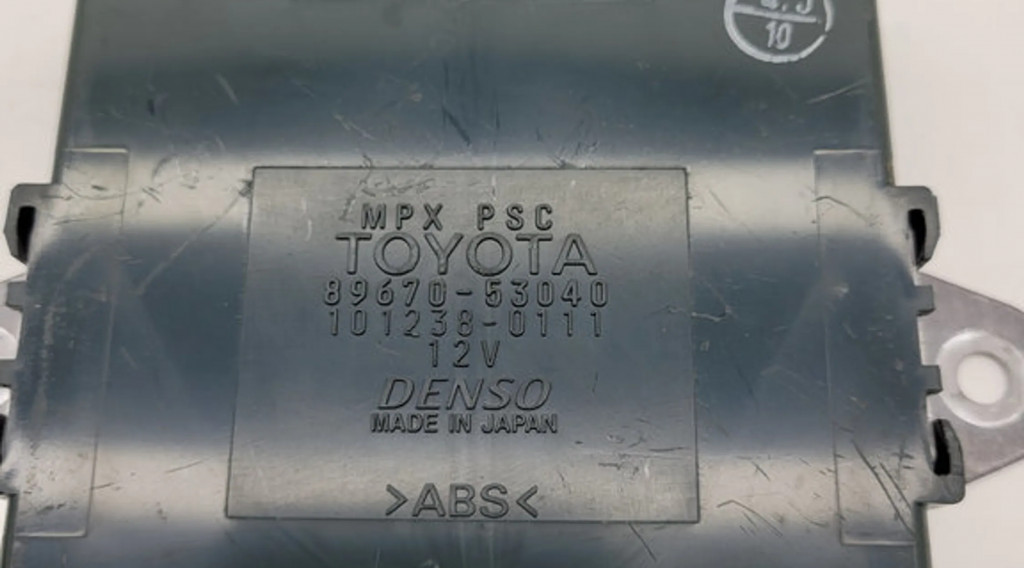 10
MPX PSC
TOYOTA
89670-53040
101238-0111
12V
DENSO
MADE IN JAPAN
>ABS<